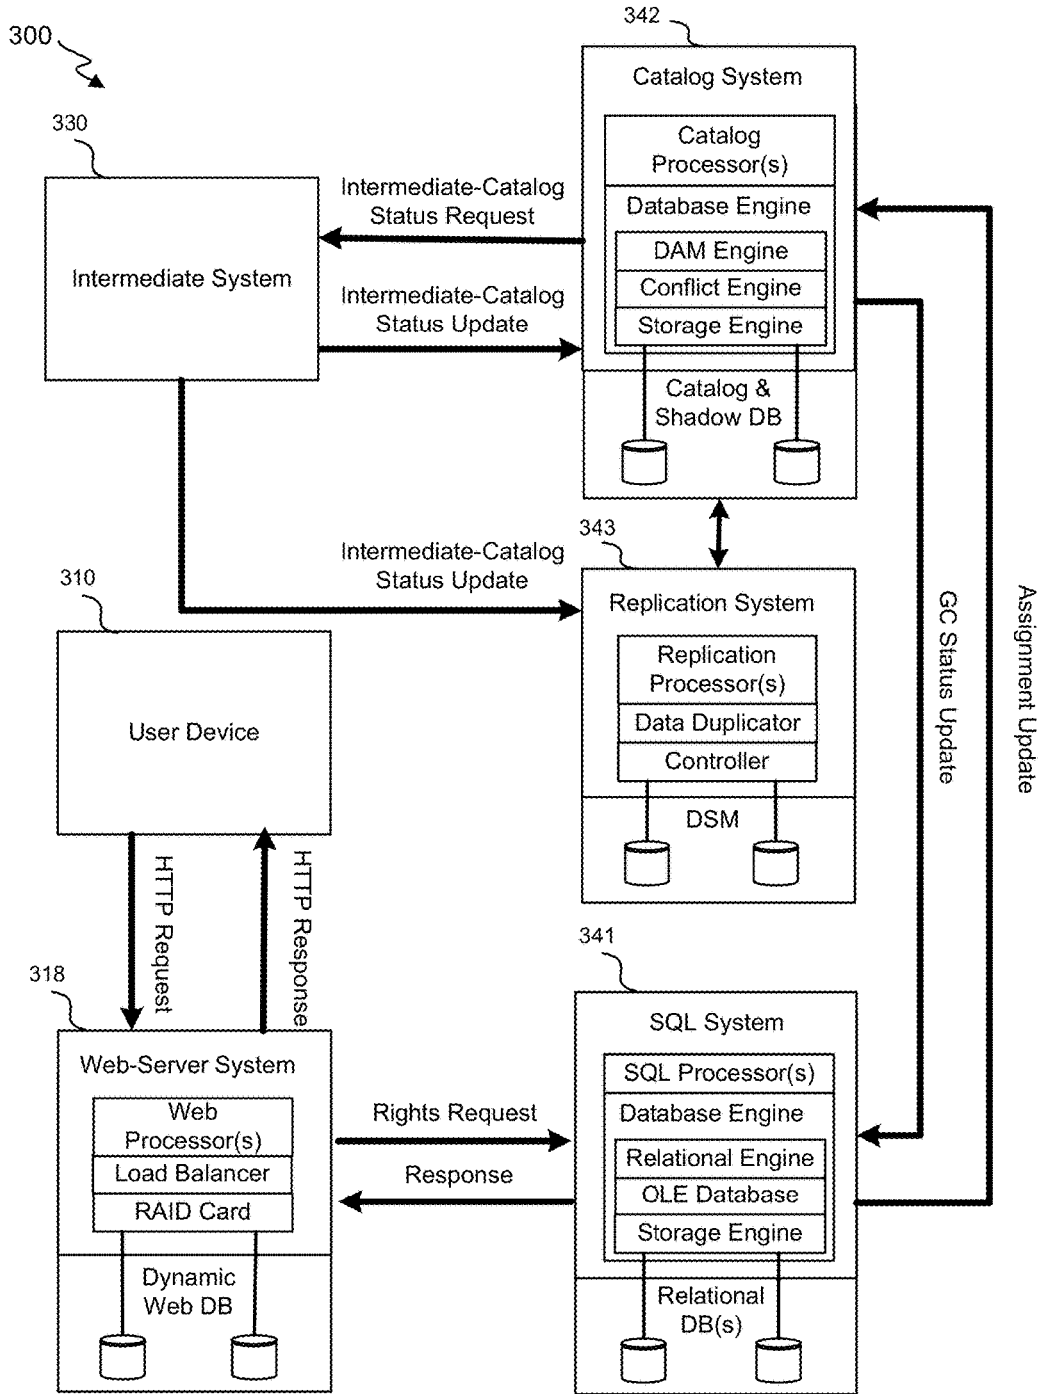 300
342
Catalog System
Catalog
Processor(s)
Database Engine
DAM Engine
Conflict Engine
Storage Engine
Catalog &
Shadow DB
330
Intermediate System
Intermediate-Catalog
Status Request
Intermediate-Catalog
Status Update
Intermediate-Catalog
Status Update
343
Replication System
Replication
Processor(s)
Data Duplicator
Controller
DSM
GC Status Update
Assignment Update
310
User Device
HTTP Request
HTTP Response
318
Web-Server System
Web
Processor(s)
Load Balancer
RAID Card
Dynamic
Web DB
Rights Request
Response
341
SQL System
SQL Processor(s)
Database Engine
Relational Engine
OLE Database
Storage Engine
Relational
DB(s)